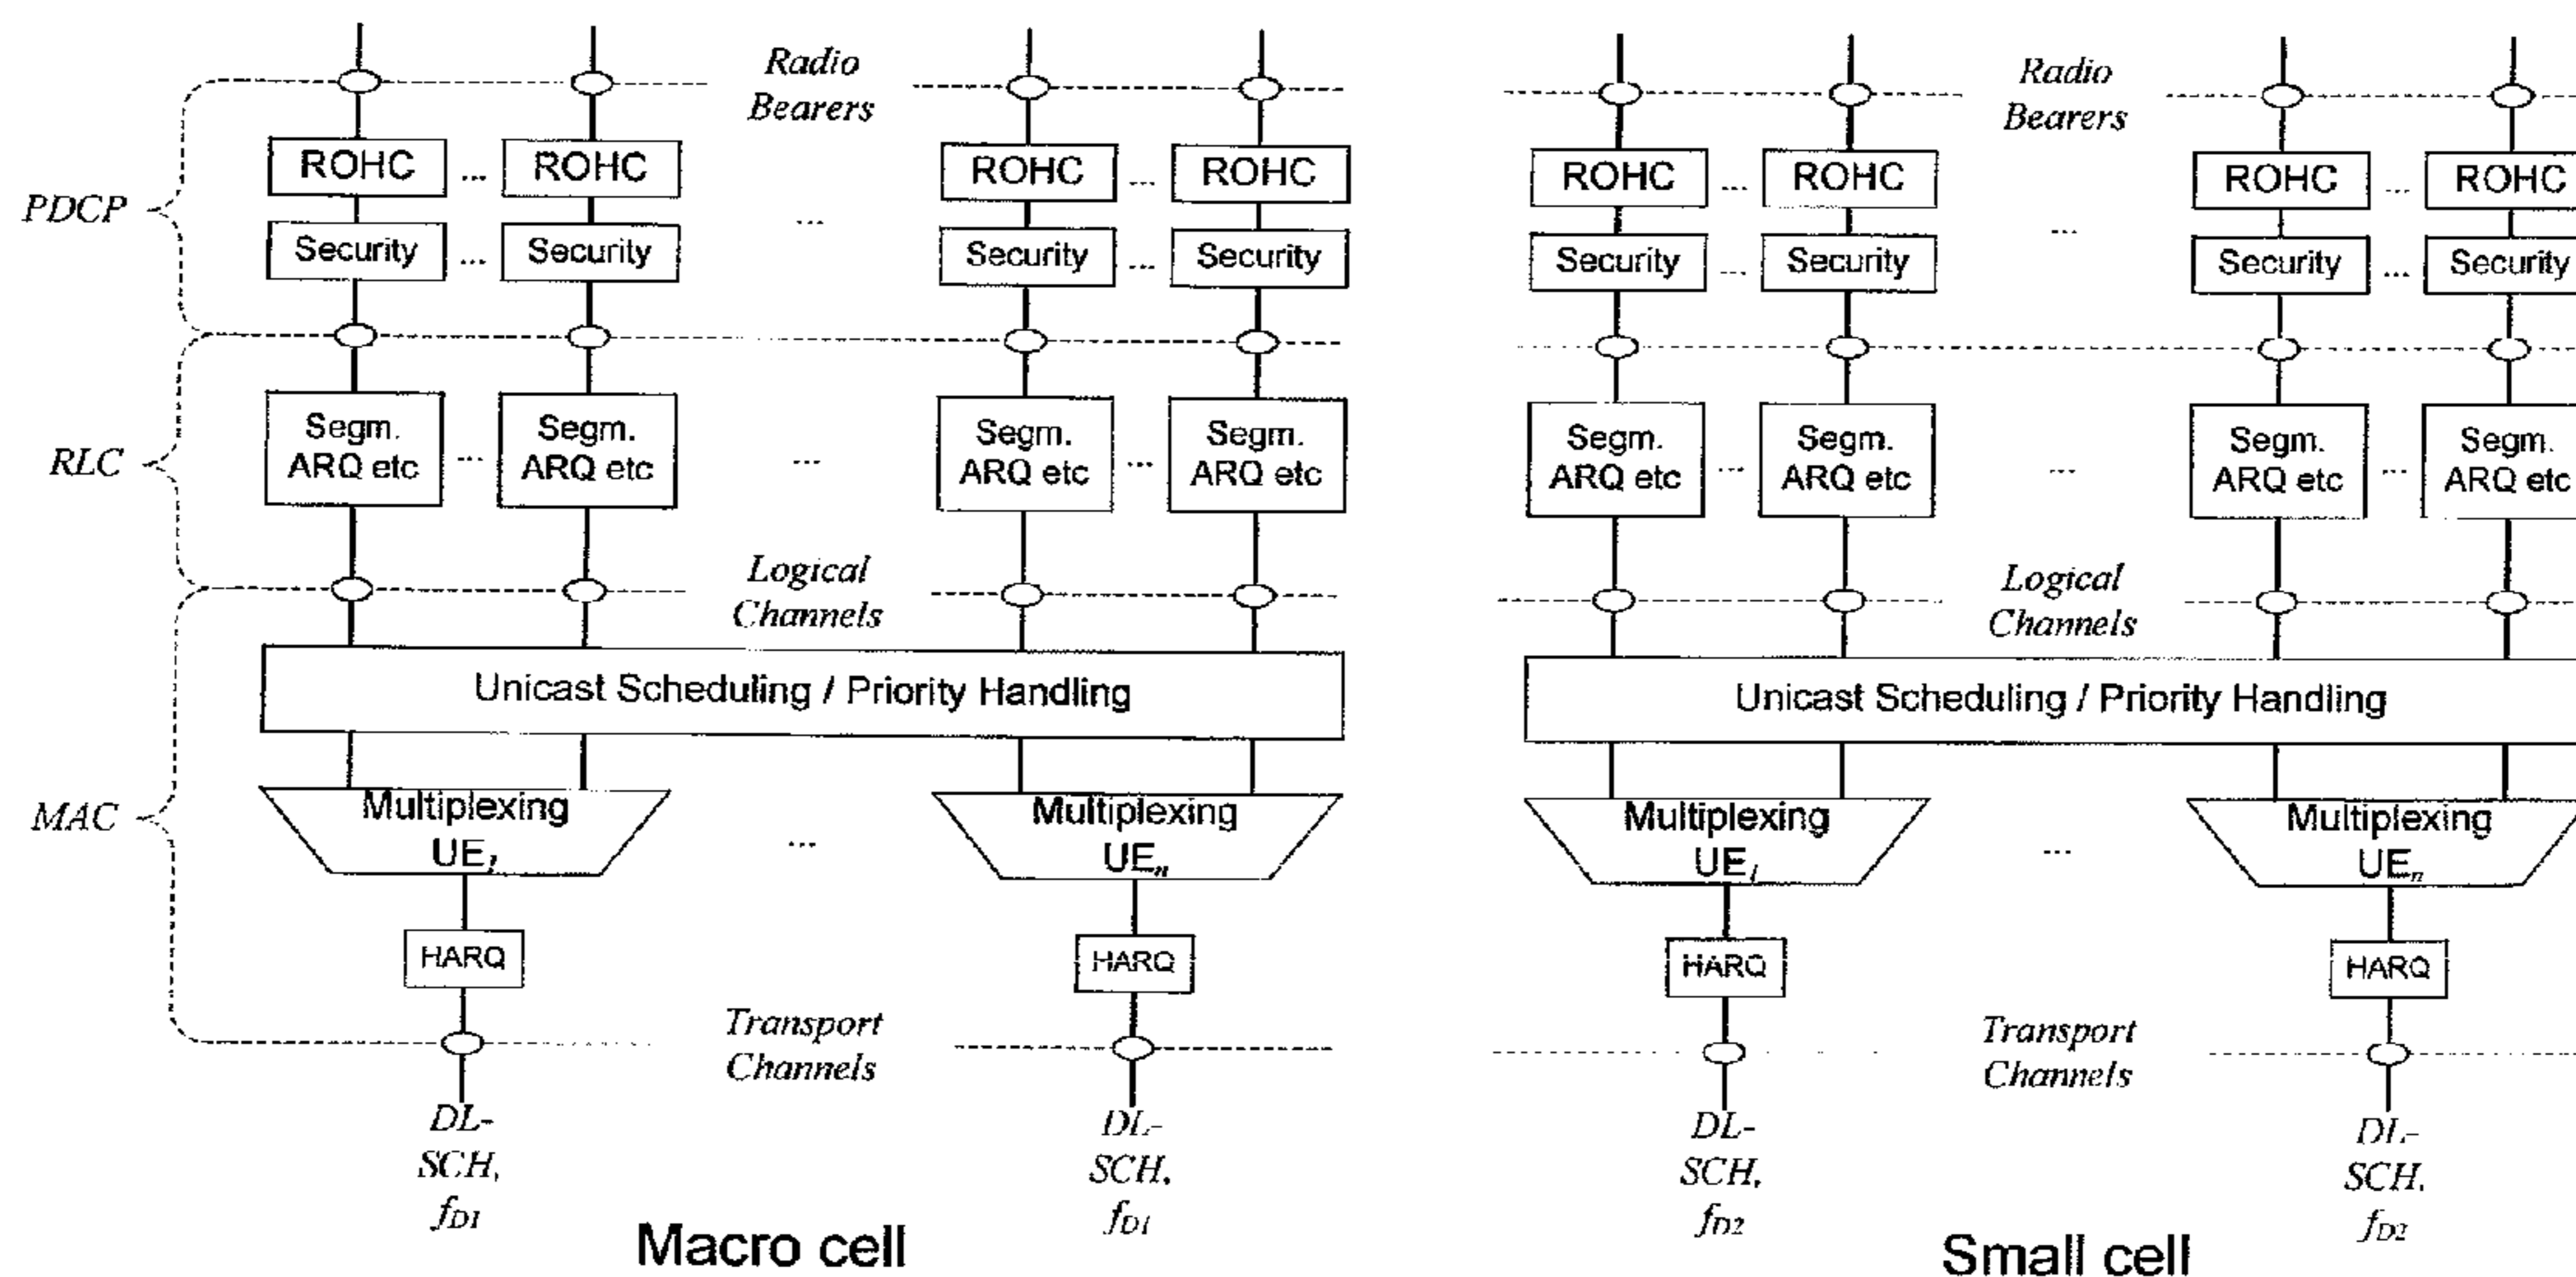 Radio
Bearers
Radio
Bearers
PDCP
ROHC ... ROHC
ROHC ... ROHC
ROHC ... ROHC
ROHC ... ROHC
Security ... Security
...
Security ... Security
Security ... Security
...
Security ... Security
RLC
Segm.
ARQ etc
...
Segm.
ARQ etc
...
Segm.
ARQ etc
...
Segm.
ARQ etc
Segm.
ARQ etc
...
Segm.
ARQ etc
...
Segm.
ARQ etc
...
Segm.
ARQ etc
Logical
Channels
Logical
Channels
MAC
Unicast Scheduling / Priority Handling
Unicast Scheduling / Priority Handling
Multiplexing
UE1
...
Multiplexing
UEn
Multiplexing
UE1
...
Multiplexing
UEn
HARQ
HARQ
HARQ
HARQ
Transport
Channels
Transport
Channels
DL-
SCH,
fD1
DL-
SCH,
fD1
DL-
SCH,
fD2
DL-
SCH,
fD2
Macro cell
Small cell